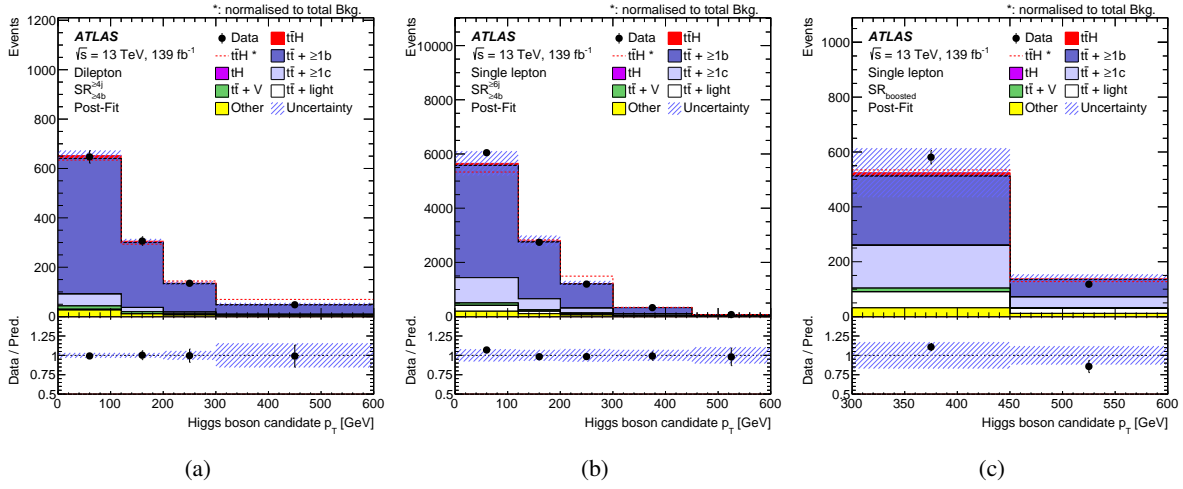 *: normalised to total Bkg.
Events
1200
1000
800
600
400
200
0
ATLAS
√s = 13 TeV, 139 fb⁻¹
Dilepton
SR≥4j ≥4b
Post-Fit
Data
tt̄H
tt̄H *
tt̄ + ≥1b
tH
tt̄ + ≥1c
tt̄ + V
tt̄ + light
Other
Uncertainty
Data / Pred.
1.25
1
0.75
0.5
0 100 200 300 400 500 600
Higgs boson candidate p_T [GeV]
(a)
*: normalised to total Bkg.
Events
10000
8000
6000
4000
2000
0
ATLAS
√s = 13 TeV, 139 fb⁻¹
Single lepton
SR≥6j ≥4b
Post-Fit
Data
tt̄H
tt̄H *
tt̄ + ≥1b
tH
tt̄ + ≥1c
tt̄ + V
tt̄ + light
Other
Uncertainty
Data / Pred.
1.25
1
0.75
0.5
0 100 200 300 400 500 600
Higgs boson candidate p_T [GeV]
(b)
*: normalised to total Bkg.
Events
1000
800
600
400
200
0
ATLAS
√s = 13 TeV, 139 fb⁻¹
Single lepton
SR_boosted
Post-Fit
Data
tt̄H
tt̄H *
tt̄ + ≥1b
tH
tt̄ + ≥1c
tt̄ + V
tt̄ + light
Other
Uncertainty
Data / Pred.
1.25
1
0.75
0.5
300 350 400 450 500 550 600
Higgs boson candidate p_T [GeV]
(c)